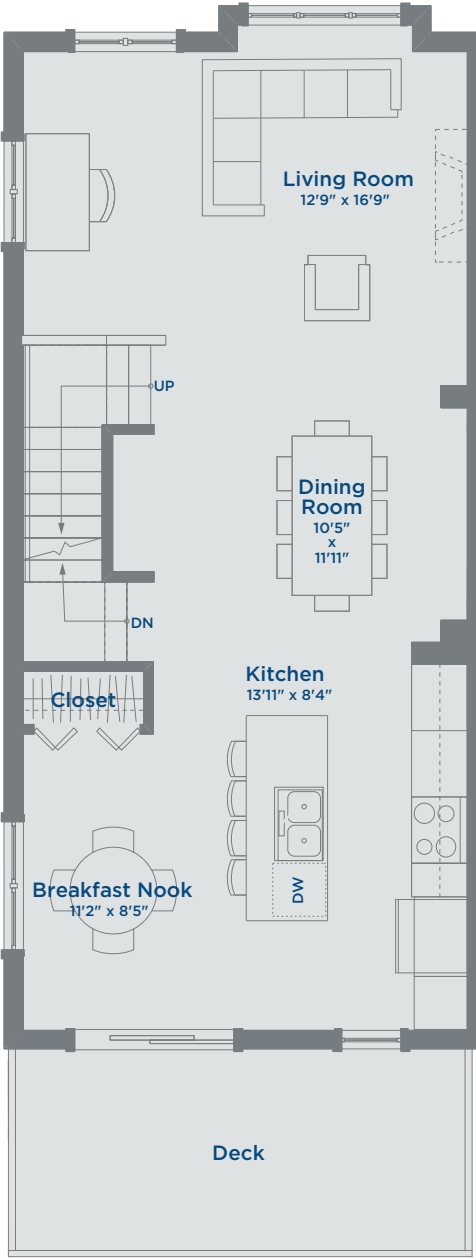 Living Room
12'9" x 16'9"
UP
Dining
Room
10'5"
x
11'11"
DN
Kitchen
13'11" x 8'4"
Closet
Breakfast Nook
11'2" x 8'5"
DW
Deck